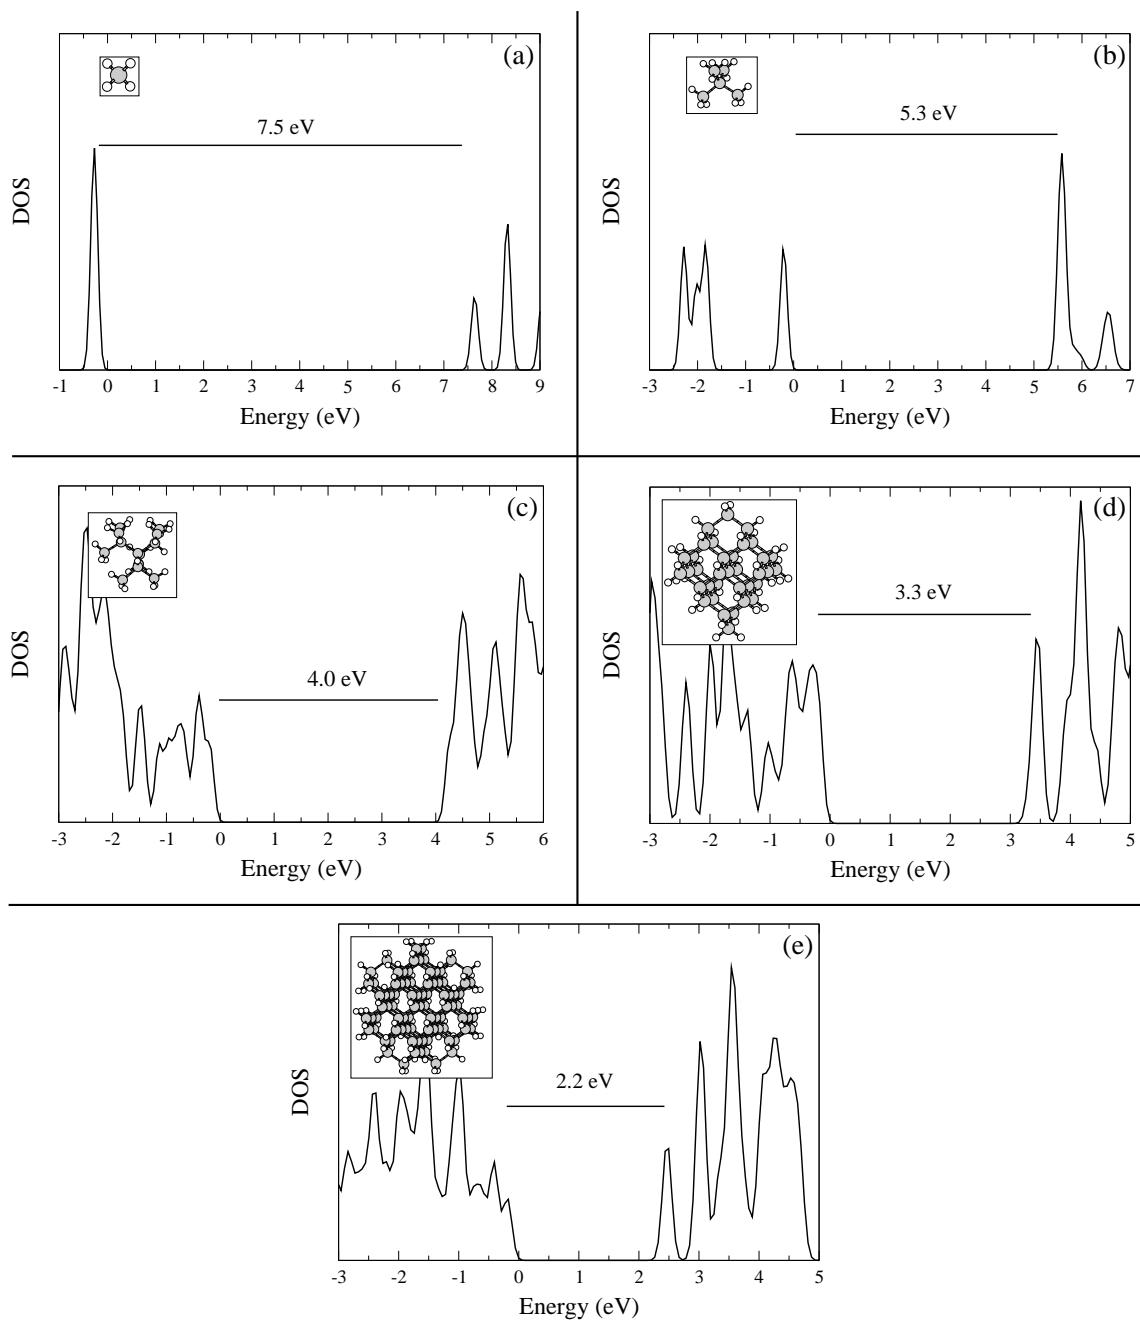 (a)
7.5 eV
DOS
-1 0 1 2 3 4 5 6 7 8 9
Energy (eV)
(b)
5.3 eV
DOS
-3 -2 -1 0 1 2 3 4 5 6 7
Energy (eV)
(c)
4.0 eV
DOS
-3 -2 -1 0 1 2 3 4 5 6
Energy (eV)
(d)
3.3 eV
DOS
-3 -2 -1 0 1 2 3 4 5
Energy (eV)
(e)
2.2 eV
DOS
-3 -2 -1 0 1 2 3 4 5
Energy (eV)